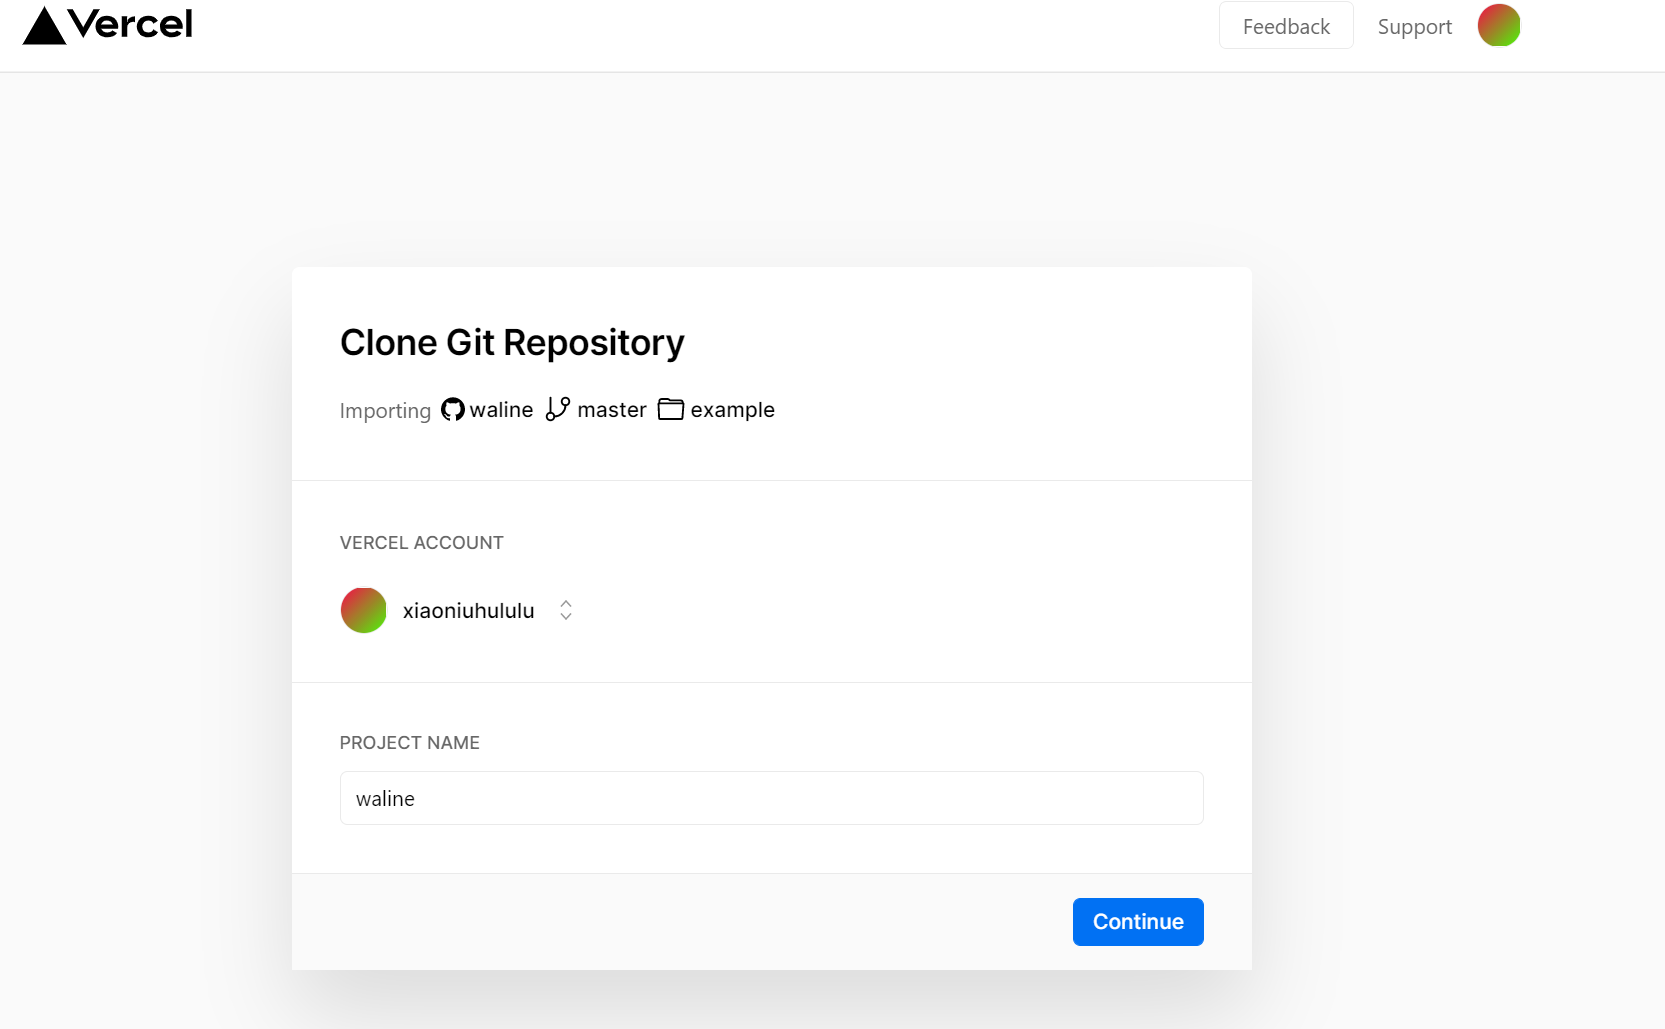 Vercel
Feedback Support
Clone Git Repository
Importing waline master example
VERCEL ACCOUNT
xiaoniuhululu
PROJECT NAME
waline
Continue